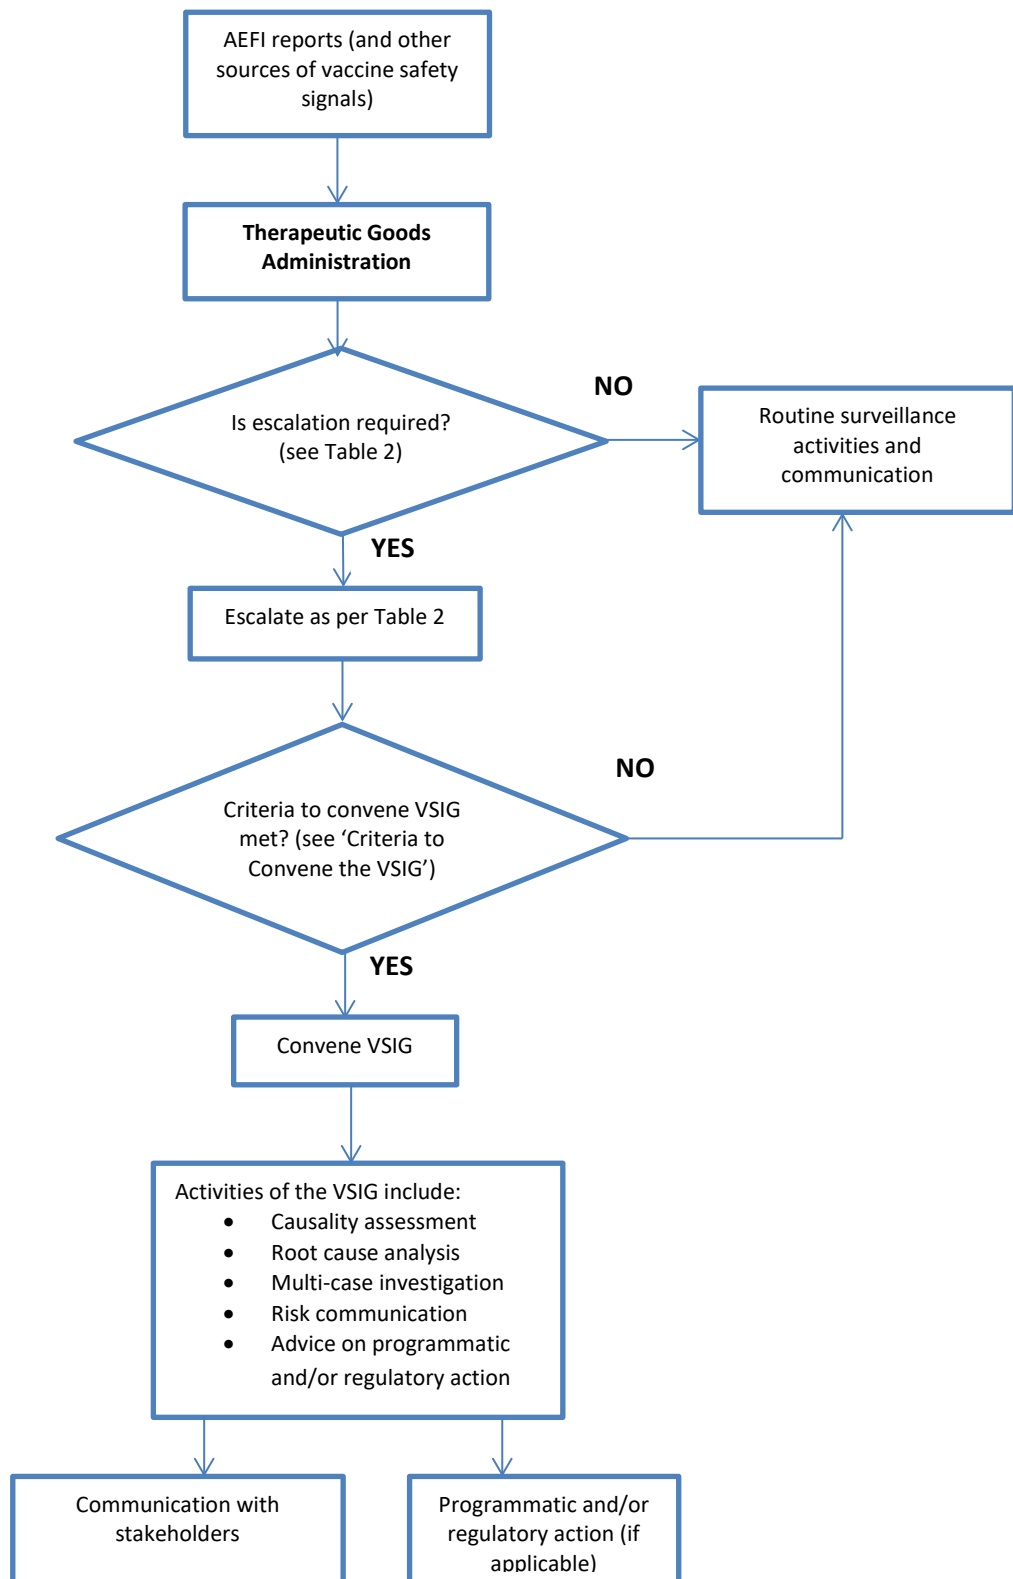 AEFI reports (and other
sources of vaccine safety
signals)
Therapeutic Goods
Administration
Is escalation required?
(see Table 2)
NO
Routine surveillance
activities and
communication
YES
Escalate as per Table 2
Criteria to convene VSIG
met? (see ‘Criteria to
Convene the VSIG’)
NO
YES
Convene VSIG
Activities of the VSIG include:
• Causality assessment
• Root cause analysis
• Multi-case investigation
• Risk communication
• Advice on programmatic
and/or regulatory action
Communication with
stakeholders
Programmatic and/or
regulatory action (if
applicable)